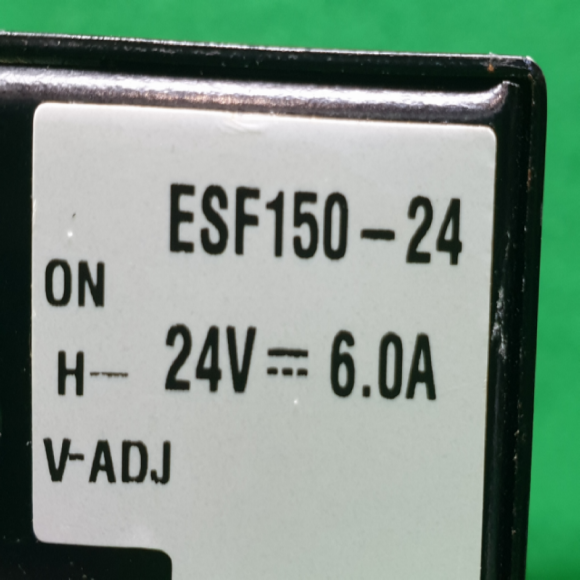 ESF150-24
ON
H— 24V⎓ 6.0A
V-ADJ